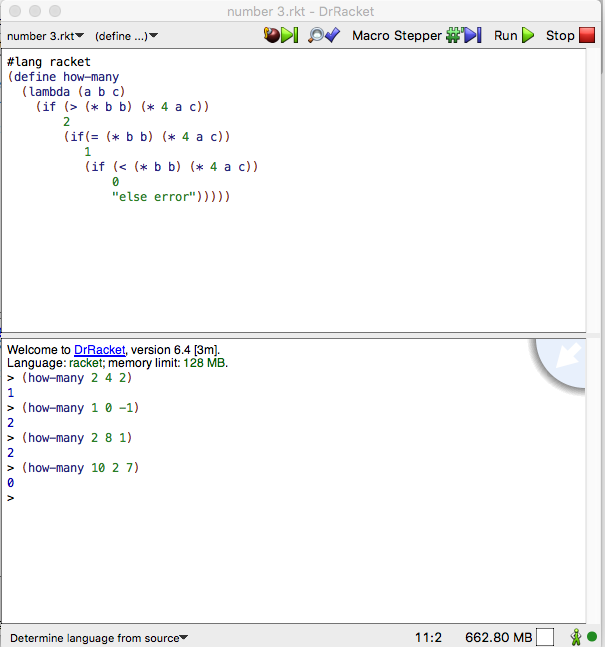 number 3.rkt - DrRacket
number 3.rkt▾ (define ...)▾ Macro Stepper Run Stop
#lang racket
(define how-many
  (lambda (a b c)
    (if (> (* b b) (* 4 a c))
        2
        (if(= (* b b) (* 4 a c))
           1
           (if (< (* b b) (* 4 a c))
               0
               "else error")))))
Welcome to DrRacket, version 6.4 [3m].
Language: racket; memory limit: 128 MB.
> (how-many 2 4 2)
1
> (how-many 1 0 -1)
2
> (how-many 2 8 1)
2
> (how-many 10 2 7)
0
>
Determine language from source▾ 11:2 662.80 MB